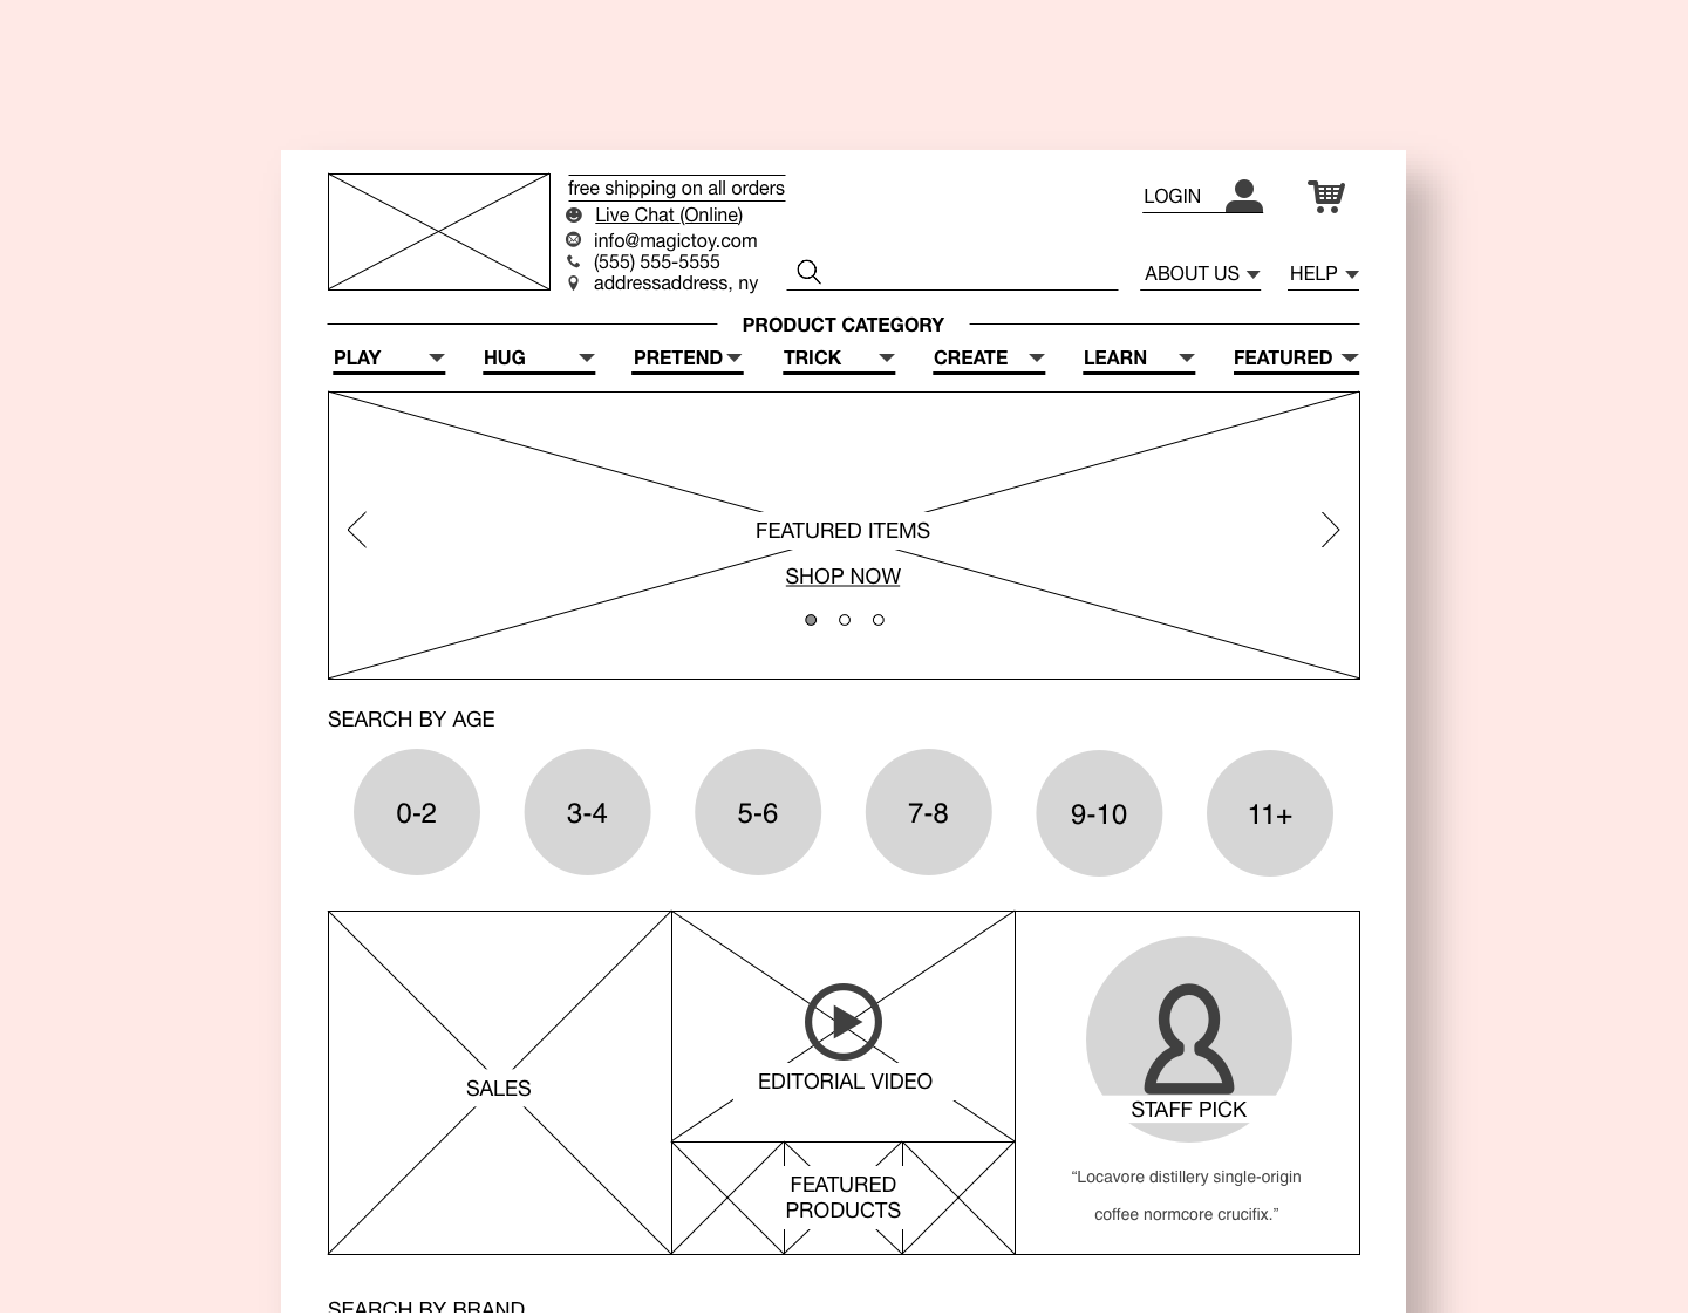 free shipping on all orders
Live Chat (Online)
info@magictoy.com
(555) 555-5555
addressaddress, ny
LOGIN
ABOUT US
HELP
PRODUCT CATEGORY
PLAY
HUG
PRETEND
TRICK
CREATE
LEARN
FEATURED
FEATURED ITEMS
SHOP NOW
SEARCH BY AGE
0-2
3-4
5-6
7-8
9-10
11+
SALES
EDITORIAL VIDEO
FEATURED
PRODUCTS
STAFF PICK
“Locavore distillery single-origin
coffee normcore crucifix.”
SEARCH BY BRAND